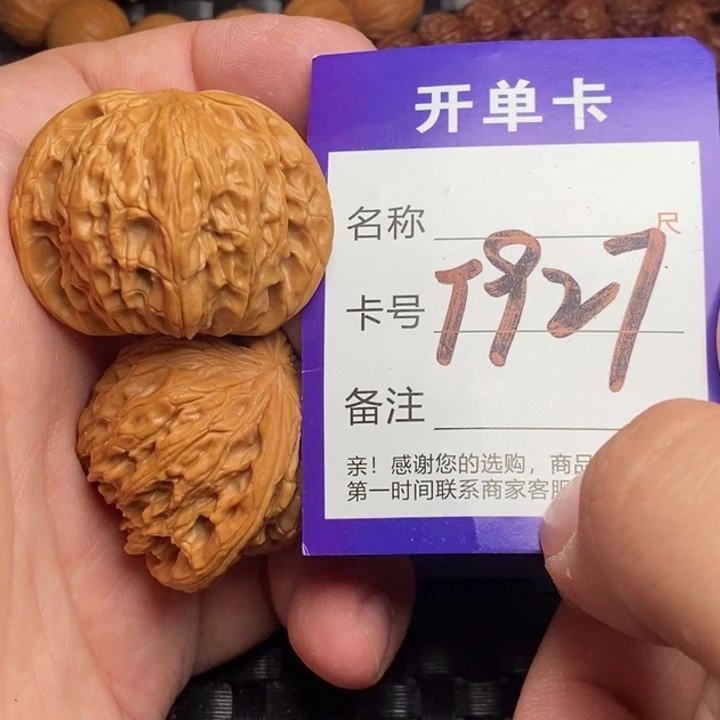 开单卡
名称
尺
卡号 1927
备注
亲！感谢您的选购，商品
第一时间联系商家客服